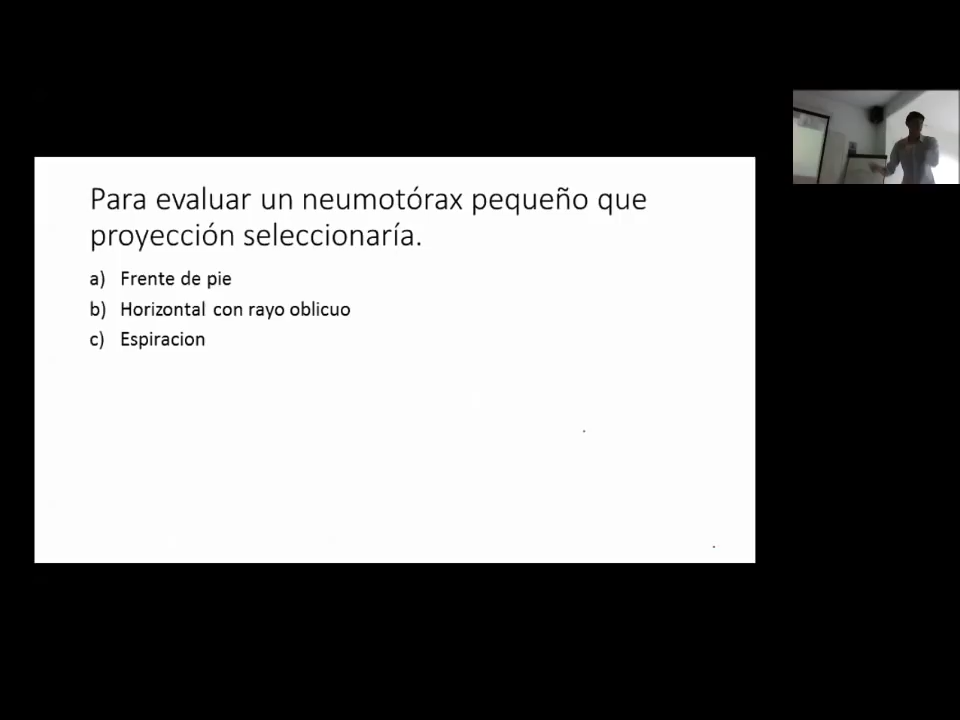 Para evaluar un neumotórax pequeño que
proyección seleccionaría.
a) Frente de pie
b) Horizontal con rayo oblicuo
c) Espiracion